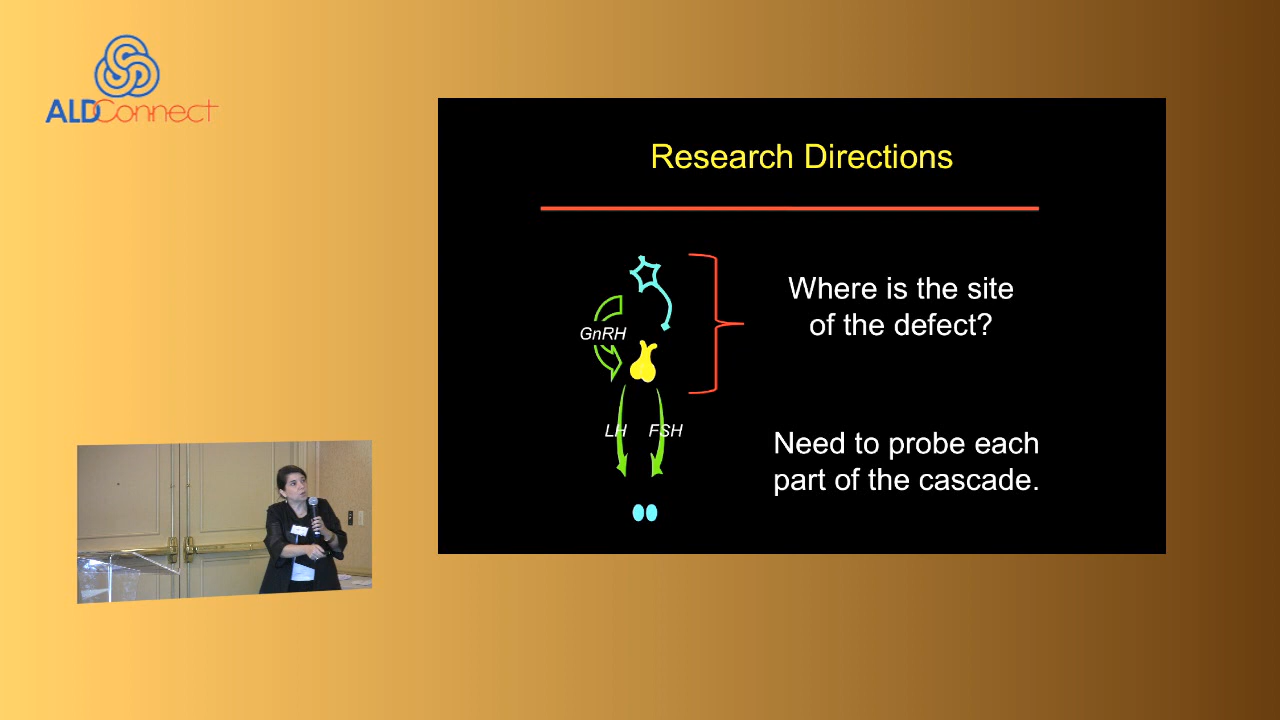 ALDConnect
Research Directions
Where is the site
of the defect?
GnRH
LH FSH
Need to probe each
part of the cascade.